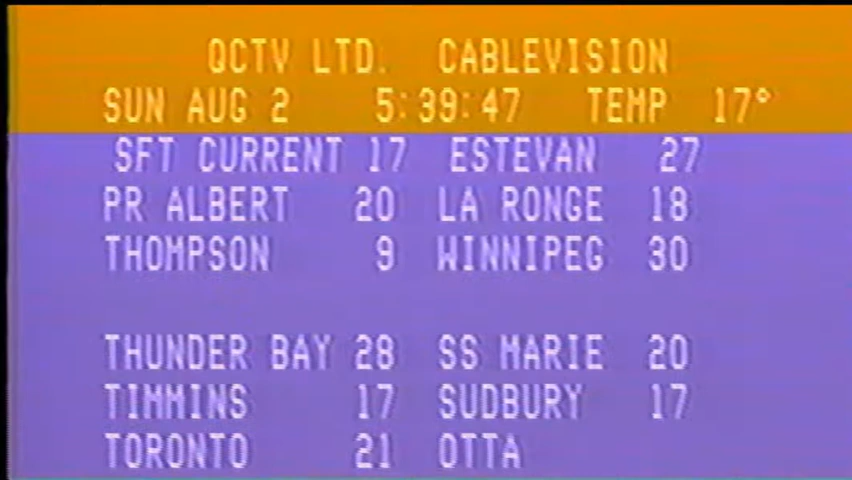 QCTV LTD. CABLEVISION
SUN AUG 2 5:39:47 TEMP 17°
SFT CURRENT 17 ESTEVAN 27
PR ALBERT 20 LA RONGE 18
THOMPSON 9 WINNIPEG 30
THUNDER BAY 28 SS MARIE 20
TIMMINS 17 SUDBURY 17
TORONTO 21 OTTA